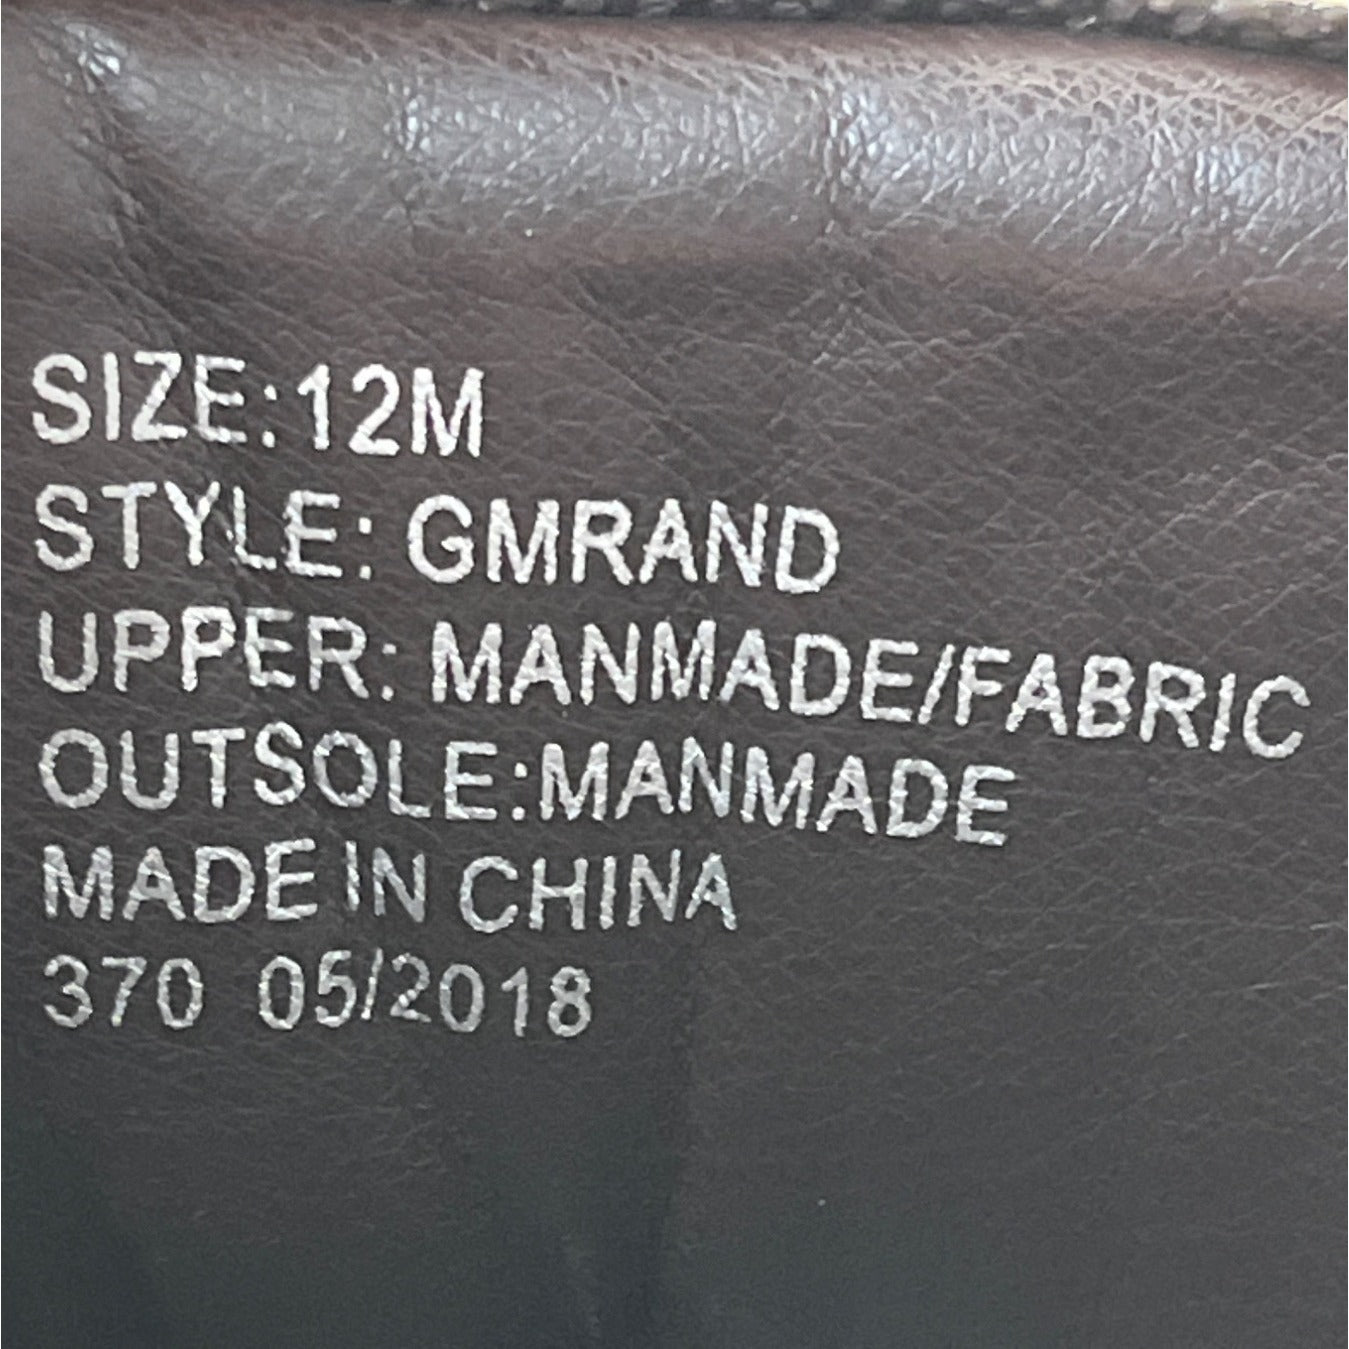 SIZE:12M
STYLE: GMRAND
UPPER: MANMADE/FABRIC
OUTSOLE:MANMADE
MADE IN CHINA
370 05/2018